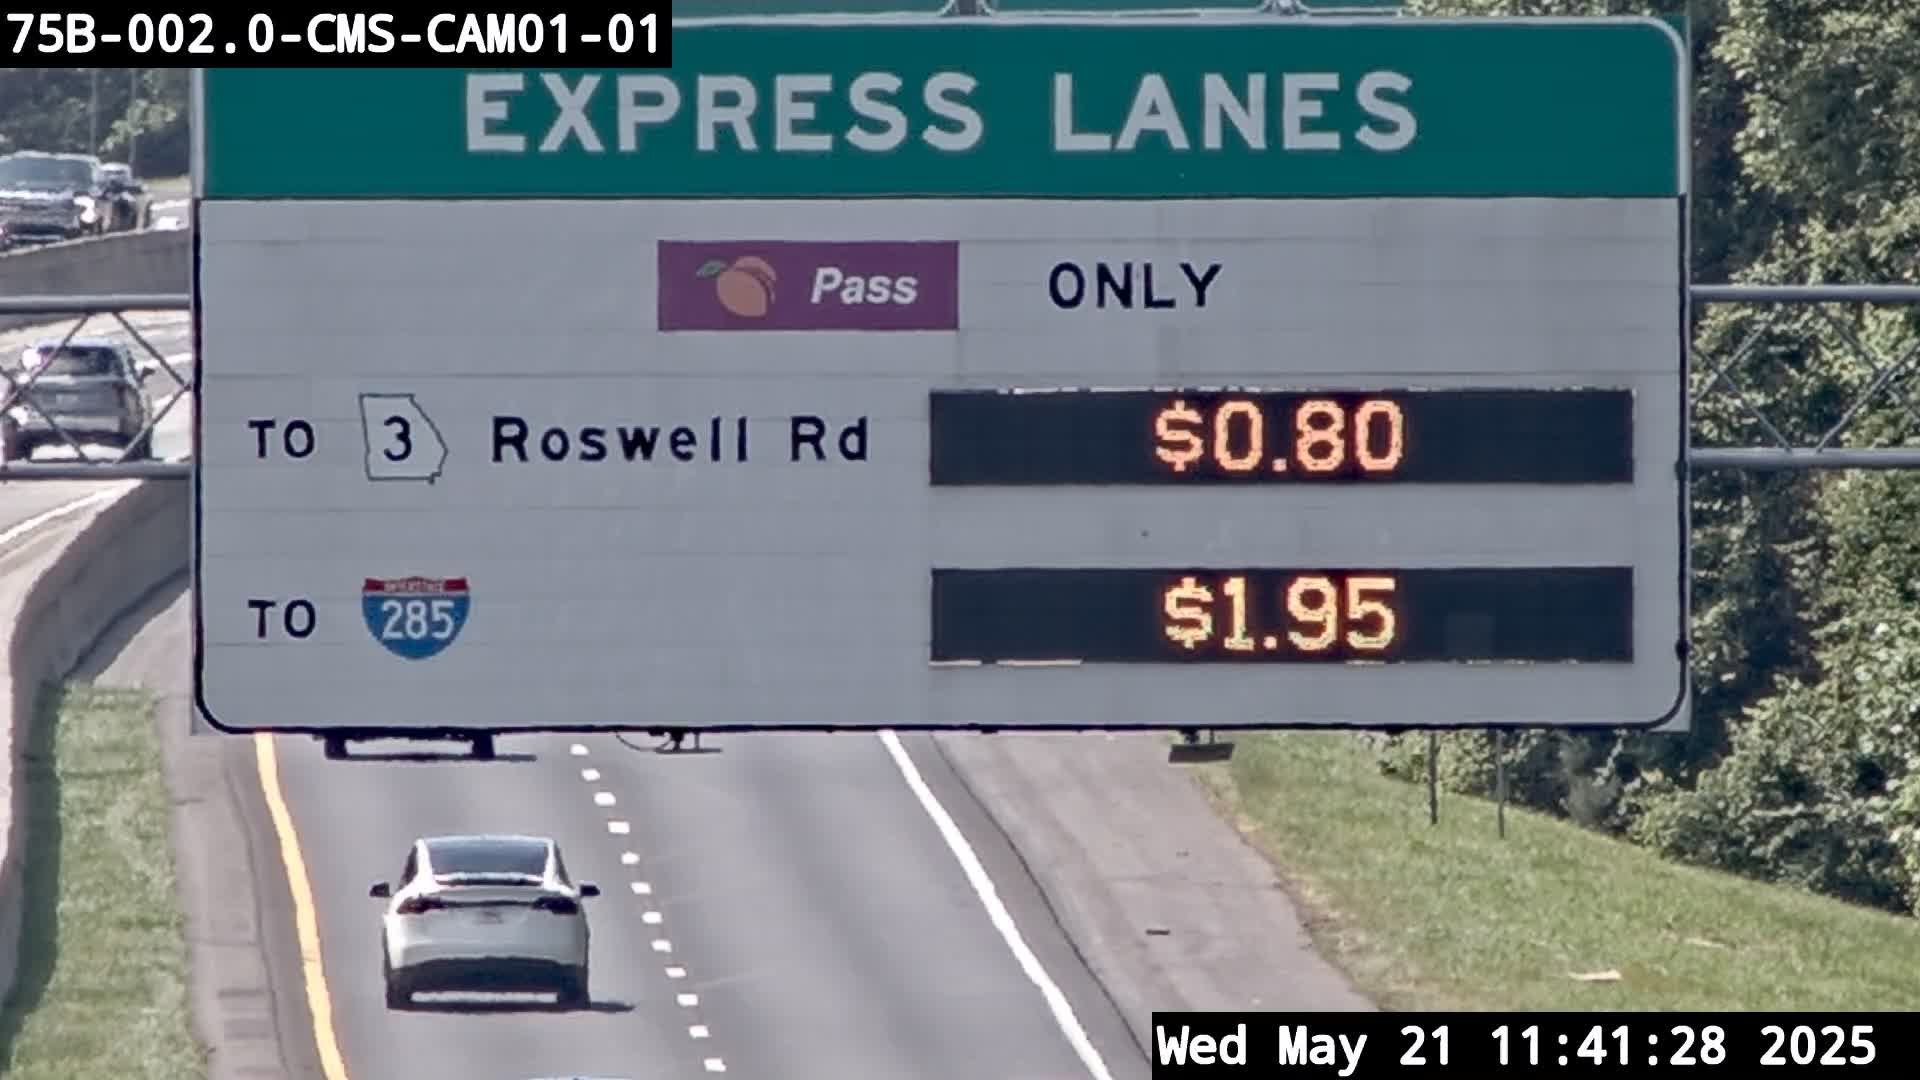 75B-002.0-CMS-CAM01-01
EXPRESS LANES
Pass ONLY
TO 3 Roswell Rd $0.80
INTERSTATE
TO 285 $1.95
Wed May 21 11:41:28 2025